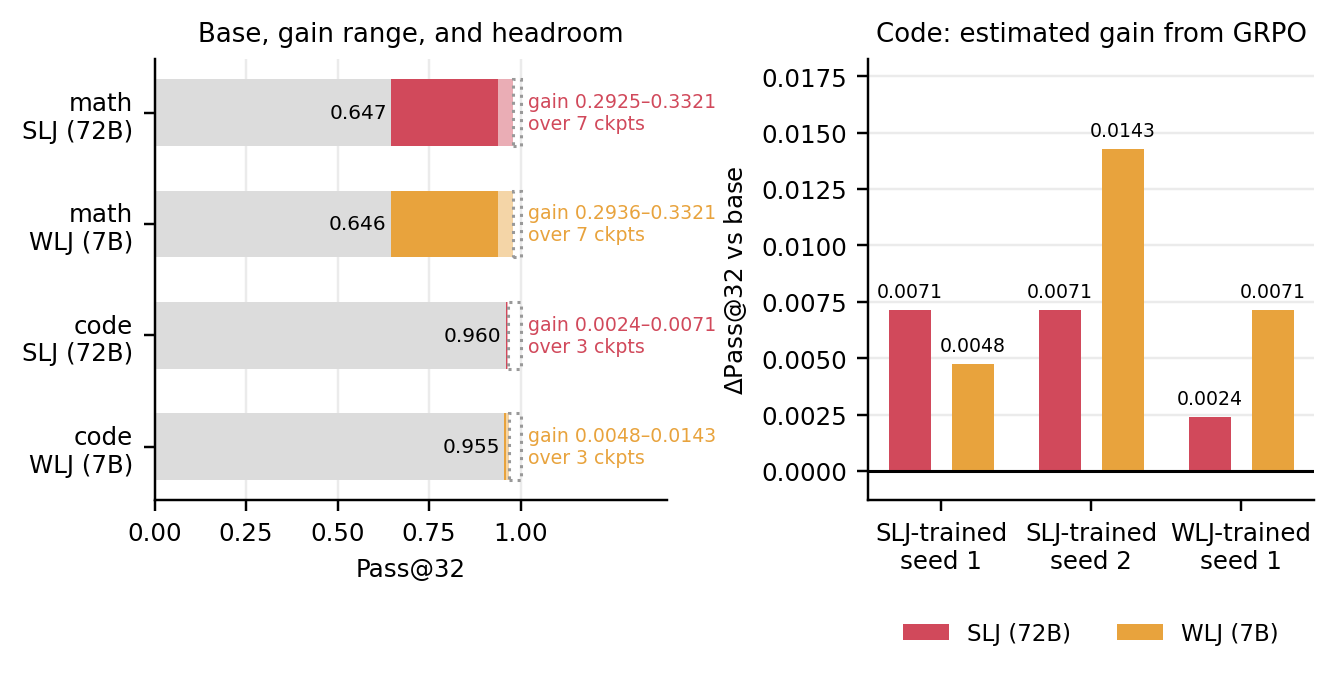 Base, gain range, and headroom
math
SLJ (72B)
0.647
gain 0.2925–0.3321
over 7 ckpts
math
WLJ (7B)
0.646
gain 0.2936–0.3321
over 7 ckpts
code
SLJ (72B)
0.960
gain 0.0024–0.0071
over 3 ckpts
code
WLJ (7B)
0.955
gain 0.0048–0.0143
over 3 ckpts
0.00 0.25 0.50 0.75 1.00
Pass@32
Code: estimated gain from GRPO
ΔPass@32 vs base
0.0175
0.0150
0.0125
0.0100
0.0075
0.0050
0.0025
0.0000
0.0071
0.0048
0.0071
0.0143
0.0024
0.0071
SLJ-trained
seed 1
SLJ-trained
seed 2
WLJ-trained
seed 1
SLJ (72B) WLJ (7B)